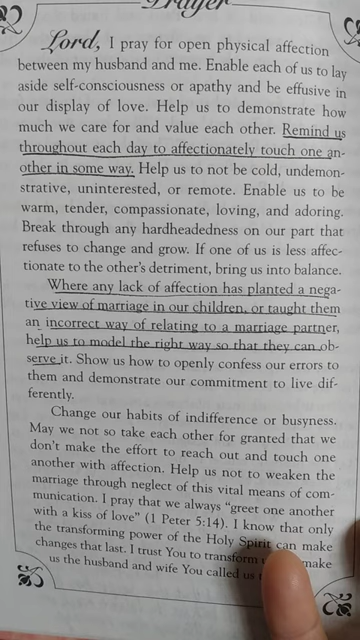 Prayer
Lord, I pray for open physical affection
between my husband and me. Enable each of us to lay
aside self-consciousness or apathy and be effusive in
our display of love. Help us to demonstrate how
much we care for and value each other. Remind us
throughout each day to affectionately touch one an-
other in some way. Help us to not be cold, undemon-
strative, uninterested, or remote. Enable us to be
warm, tender, compassionate, loving, and adoring.
Break through any hardheadedness on our part that
refuses to change and grow. If one of us is less affec-
tionate to the other's detriment, bring us into balance.
Where any lack of affection has planted a nega-
tive view of marriage in our children, or taught them
an incorrect way of relating to a marriage partner,
help us to model the right way so that they can ob-
serve it. Show us how to openly confess our errors to
them and demonstrate our commitment to live dif-
ferently.
Change our habits of indifference or busyness.
May we not so take each other for granted that we
don't make the effort to reach out and touch one
another with affection. Help us not to weaken the
marriage through neglect of this vital means of com-
munication. I pray that we always "greet one another
with a kiss of love" (1 Peter 5:14). I know that only
the transforming power of the Holy Spirit can make
changes that last. I trust You to transform make
us the husband and wife You called us